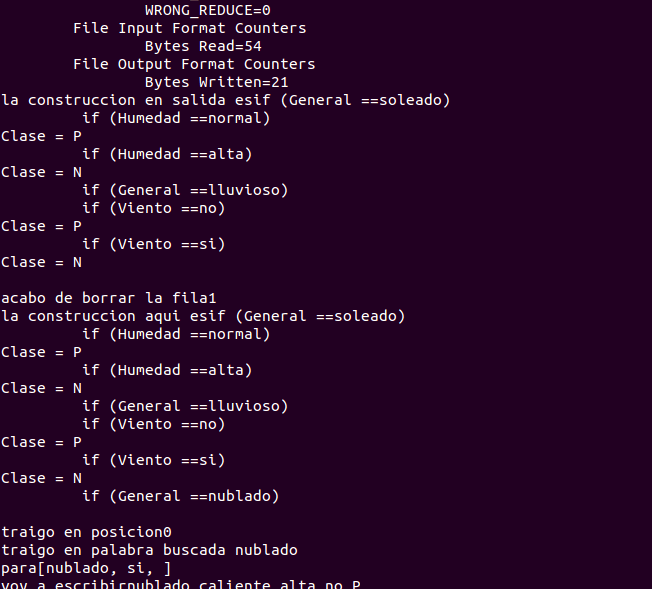 WRONG_REDUCE=0
File Input Format Counters
Bytes Read=54
File Output Format Counters
Bytes Written=21
la construccion en salida esif (General ==soleado)
if (Humedad ==normal)
Clase = P
if (Humedad ==alta)
Clase = N
if (General ==lluvioso)
if (Viento ==no)
Clase = P
if (Viento ==si)
Clase = N
acabo de borrar la fila1
la construccion aqui esif (General ==soleado)
if (Humedad ==normal)
Clase = P
if (Humedad ==alta)
Clase = N
if (General ==lluvioso)
if (Viento ==no)
Clase = P
if (Viento ==si)
Clase = N
if (General ==nublado)
traigo en posicion0
traigo en palabra buscada nublado
para[nublado, si, ]
voy a escribirnublado caliente alta no P